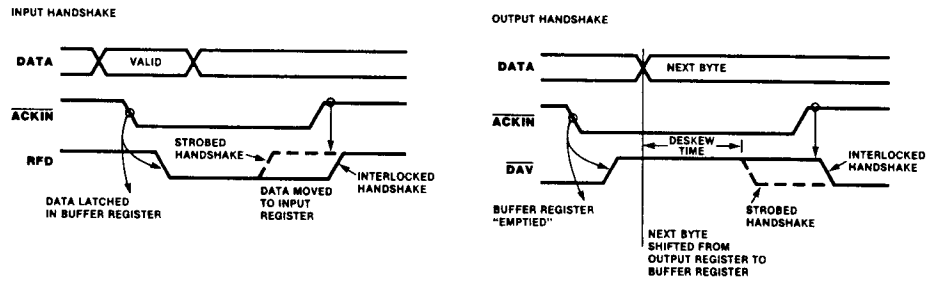 INPUT HANDSHAKE
DATA
VALID
ACKIN
RFD
STROBED
HANDSHAKE
DATA MOVED
TO INPUT
REGISTER
INTERLOCKED
HANDSHAKE
DATA LATCHED
IN BUFFER REGISTER
OUTPUT HANDSHAKE
DATA
NEXT BYTE
ACKIN
DESKEW
TIME
DAV
INTERLOCKED
HANDSHAKE
BUFFER REGISTER
"EMPTIED"
STROBED
HANDSHAKE
NEXT BYTE
SHIFTED FROM
OUTPUT REGISTER TO
BUFFER REGISTER